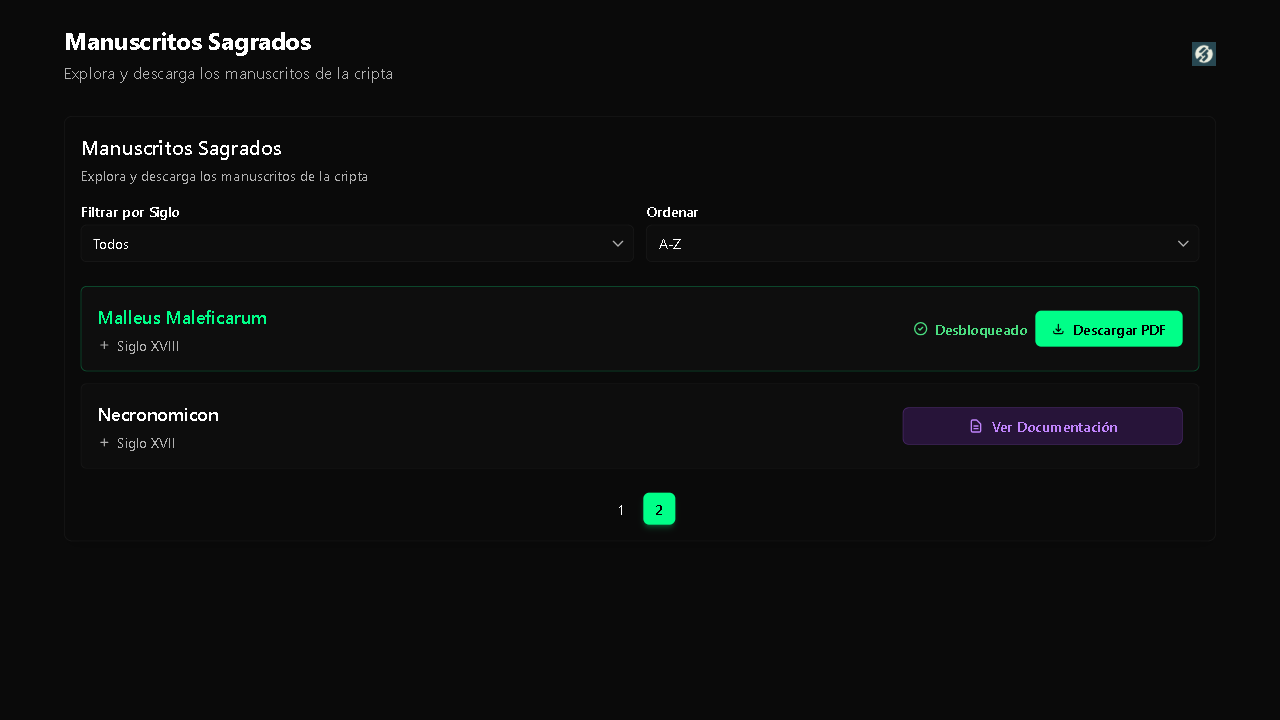 Manuscritos Sagrados
Explora y descarga los manuscritos de la cripta
Manuscritos Sagrados
Explora y descarga los manuscritos de la cripta
Filtrar por Siglo
Ordenar
Todos
A-Z
Malleus Maleficarum
Siglo XVIII
Desbloqueado
Descargar PDF
Necronomicon
Siglo XVII
Ver Documentación
1 2